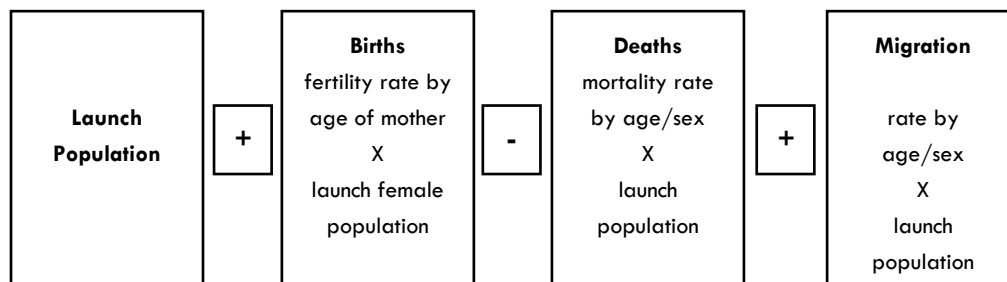 Launch
Population
+
Births
fertility rate by
age of mother
X
launch female
population
-
Deaths
mortality rate
by age/sex
X
launch
population
+
Migration
rate by
age/sex
X
launch
population